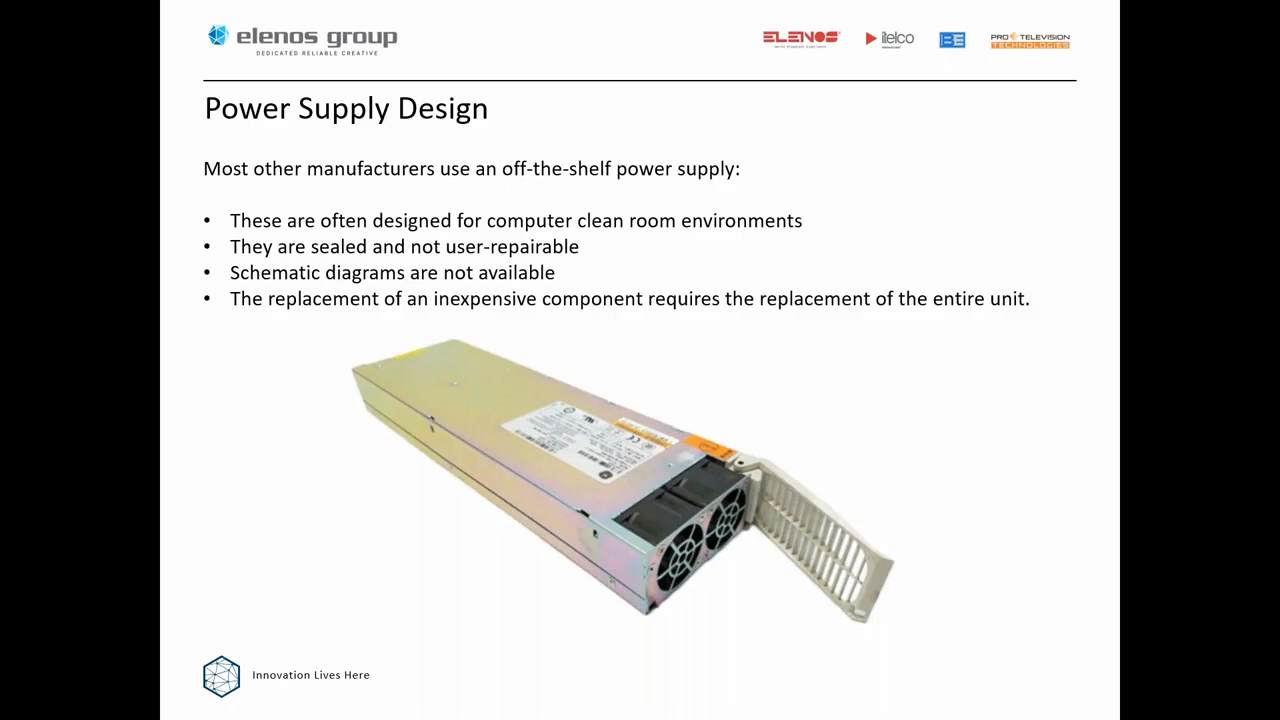 elenos group
DEDICATED RELIABLE CREATIVE
ELENOS
itelco
BE
PRO TELEVISION
TECHNOLOGIES
Power Supply Design
Most other manufacturers use an off-the-shelf power supply:
• These are often designed for computer clean room environments
• They are sealed and not user-repairable
• Schematic diagrams are not available
• The replacement of an inexpensive component requires the replacement of the entire unit.
Innovation Lives Here